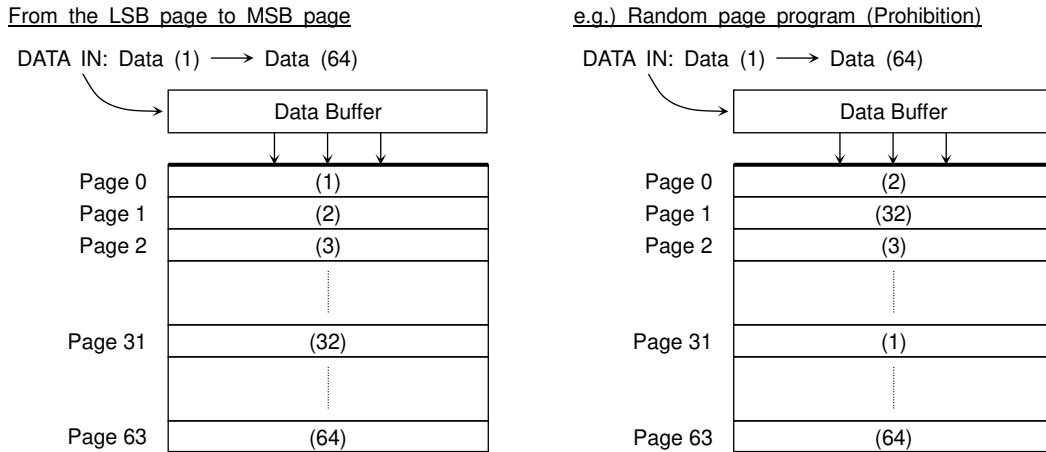 From the LSB page to MSB page
DATA IN: Data (1) Data (64)
Data Buffer
Page 0 (1)
Page 1 (2)
Page 2 (3)
Page 31 (32)
Page 63 (64)
e.g.) Random page program (Prohibition)
DATA IN: Data (1) Data (64)
Data Buffer
Page 0 (2)
Page 1 (32)
Page 2 (3)
Page 31 (1)
Page 63 (64)